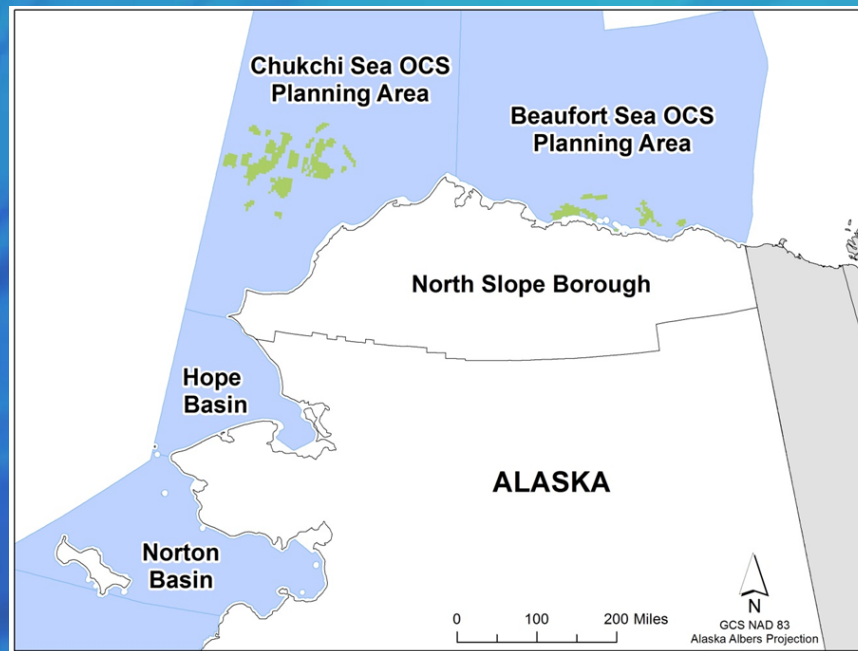 Chukchi Sea OCS
Planning Area
Beaufort Sea OCS
Planning Area
North Slope Borough
Hope
Basin
ALASKA
Norton
Basin
0 100 200 Miles
N
GCS NAD 83
Alaska Albers Projection